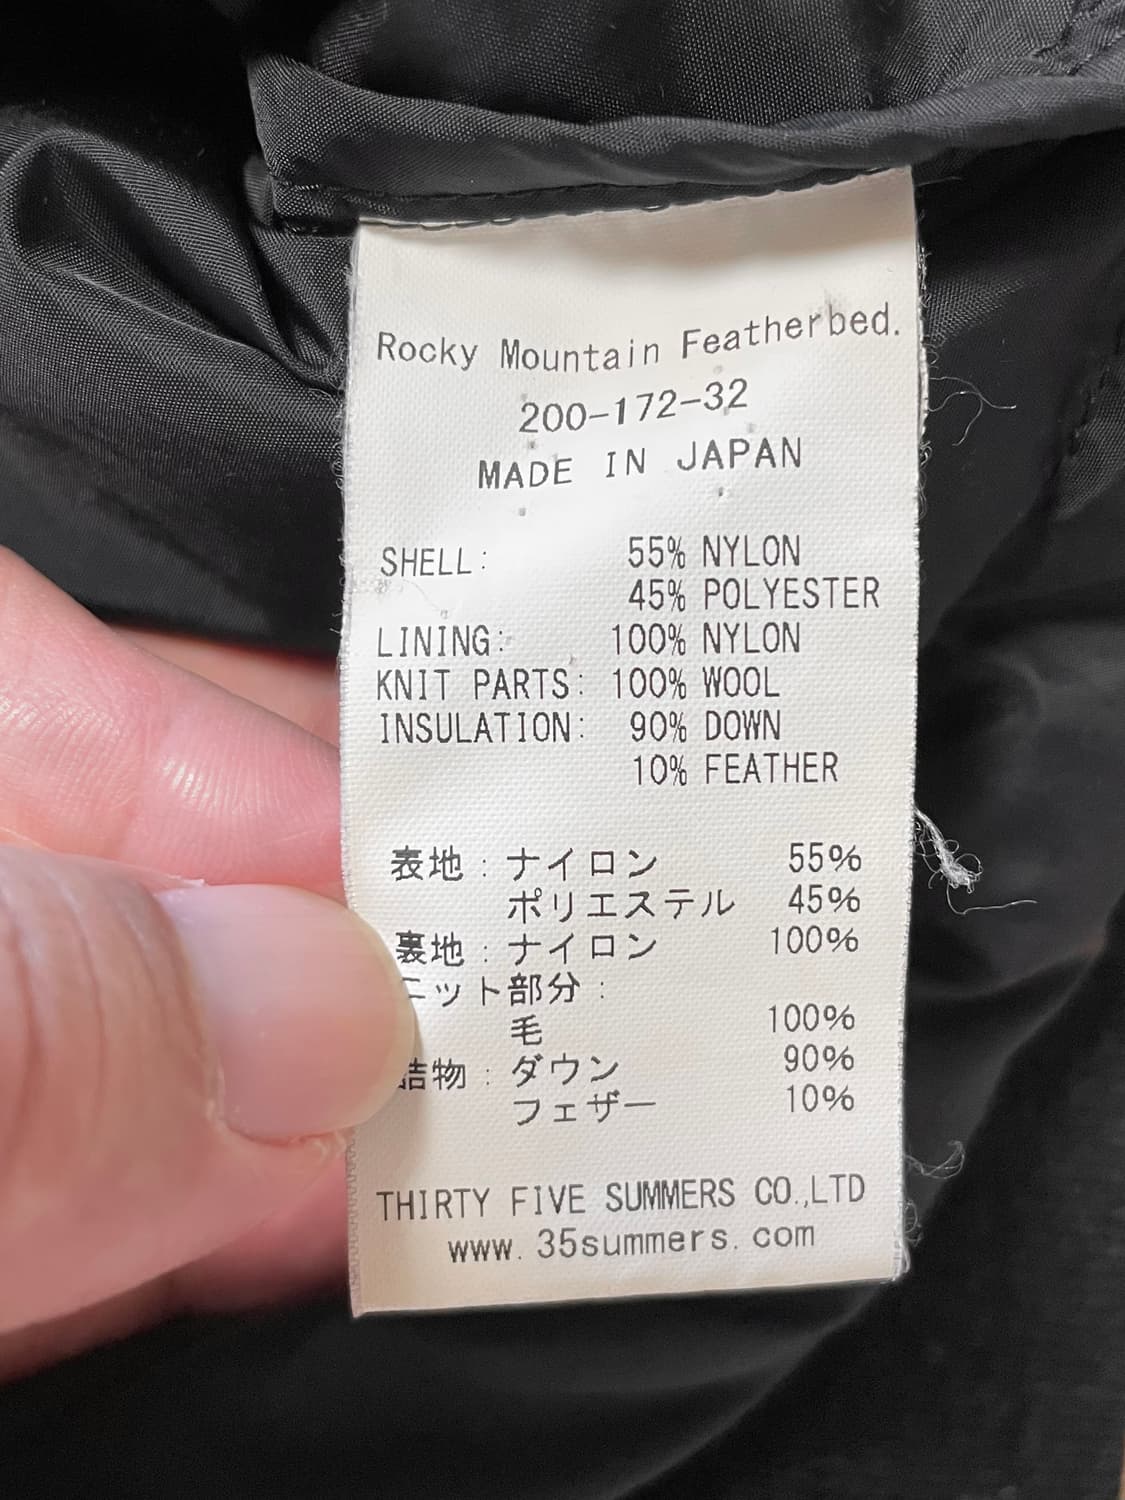 Rocky Mountain Featherbed.
200-172-32
MADE IN JAPAN
SHELL: 55% NYLON
45% POLYESTER
LINING: 100% NYLON
KNIT PARTS: 100% WOOL
INSULATION: 90% DOWN
10% FEATHER
表地:ナイロン 55%
ポリエステル 45%
裏地:ナイロン 100%
ニット部分:
毛 100%
詰物:ダウン 90%
フェザー 10%
THIRTY FIVE SUMMERS CO.,LTD
www.35summers.com